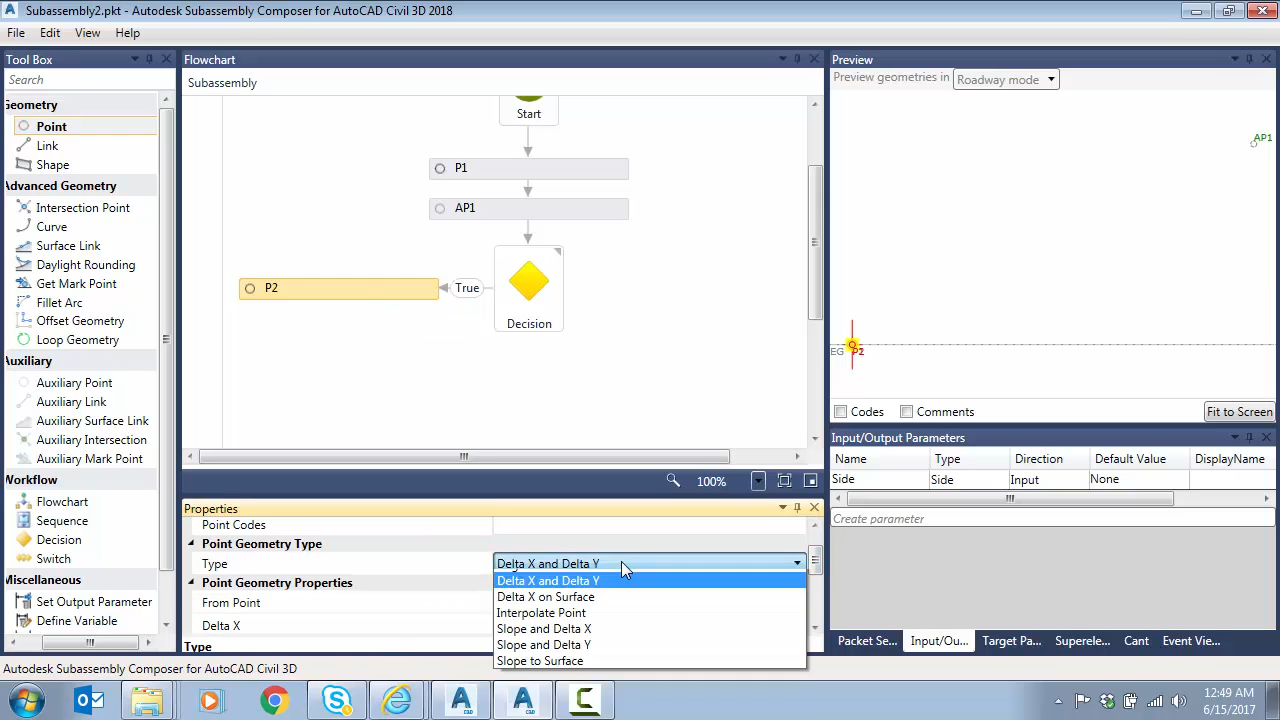 Subassembly2.pkt - Autodesk Subassembly Composer for AutoCAD Civil 3D 2018
File Edit View Help
Tool Box
Search
Geometry
Point
Link
Shape
Advanced Geometry
Intersection Point
Curve
Surface Link
Daylight Rounding
Get Mark Point
Fillet Arc
Offset Geometry
Loop Geometry
Auxiliary
Auxiliary Point
Auxiliary Link
Auxiliary Surface Link
Auxiliary Intersection
Auxiliary Mark Point
Workflow
Flowchart
Sequence
Decision
Switch
Miscellaneous
Set Output Parameter
Define Variable
Flowchart
Subassembly
Start
P1
AP1
P2
True
Decision
100%
Properties
Point Codes
Point Geometry Type
Type Delta X and Delta Y
Delta X and Delta Y
Delta X on Surface
Interpolate Point
Slope and Delta X
Slope and Delta Y
Slope to Surface
Point Geometry Properties
From Point
Delta X
Type
Preview
Preview geometries in Roadway mode
AP1
EG P2
Codes Comments Fit to Screen
Input/Output Parameters
Name Type Direction Default Value DisplayName
Side Side Input None
Create parameter
Packet Se... Input/Ou... Target Pa... Superele... Cant Event Vie...
Autodesk Subassembly Composer for AutoCAD Civil 3D
12:49 AM
6/15/2017